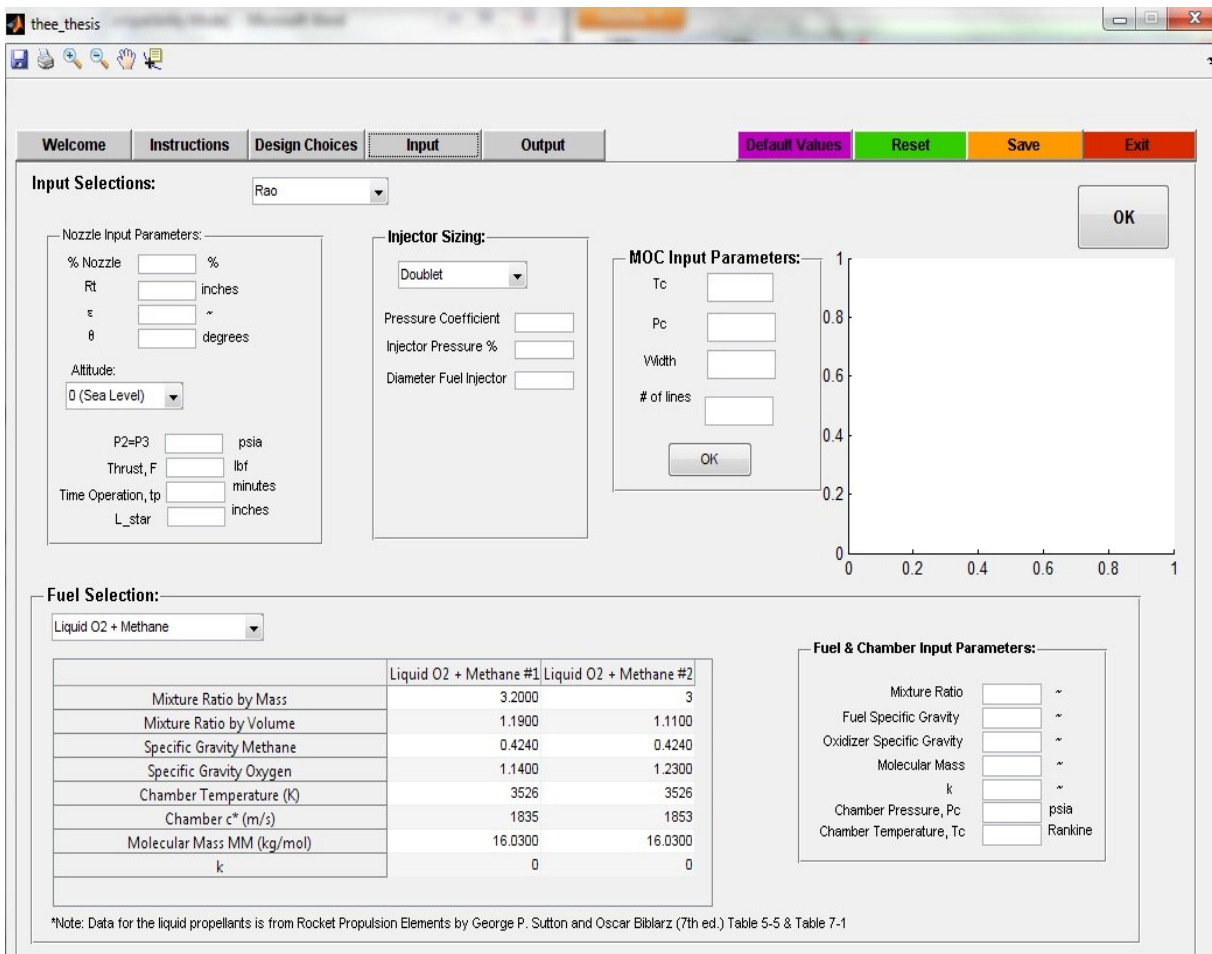 thee_thesis
Welcome Instructions Design Choices Input Output Default Values Reset Save Exit
Input Selections:
Rao
OK
Nozzle Input Parameters:
% Nozzle %
Rt inches
ε ~
θ degrees
Altitude:
0 (Sea Level)
P2=P3 psia
Thrust, F lbf
Time Operation, tp minutes
L_star inches
Injector Sizing:
Doublet
Pressure Coefficient
Injector Pressure %
Diameter Fuel Injector
MOC Input Parameters:
Tc
Pc
Width
# of lines
OK
1
0.8
0.6
0.4
0.2
0
0 0.2 0.4 0.6 0.8 1
Fuel Selection:
Liquid O2 + Methane
Liquid O2 + Methane #1 Liquid O2 + Methane #2
Mixture Ratio by Mass 3.2000 3
Mixture Ratio by Volume 1.1900 1.1100
Specific Gravity Methane 0.4240 0.4240
Specific Gravity Oxygen 1.1400 1.2300
Chamber Temperature (K) 3526 3526
Chamber c* (m/s) 1835 1853
Molecular Mass MM (kg/mol) 16.0300 16.0300
k 0 0
Fuel & Chamber Input Parameters:
Mixture Ratio ~
Fuel Specific Gravity ~
Oxidizer Specific Gravity ~
Molecular Mass ~
k ~
Chamber Pressure, Pc psia
Chamber Temperature, Tc Rankine
*Note: Data for the liquid propellants is from Rocket Propulsion Elements by George P. Sutton and Oscar Biblarz (7th ed.) Table 5-5 & Table 7-1